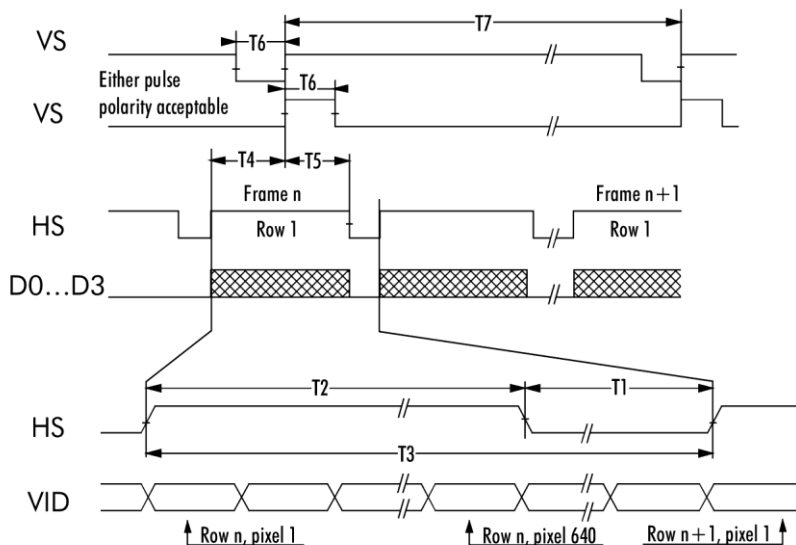 VS
T6
T7
Either pulse
polarity acceptable
T6
VS
T4
T5
Frame n
Frame n+1
HS
Row 1
Row 1
D0...D3
T2
T1
HS
T3
VID
Row n, pixel 1
Row n, pixel 640
Row n+1, pixel 1